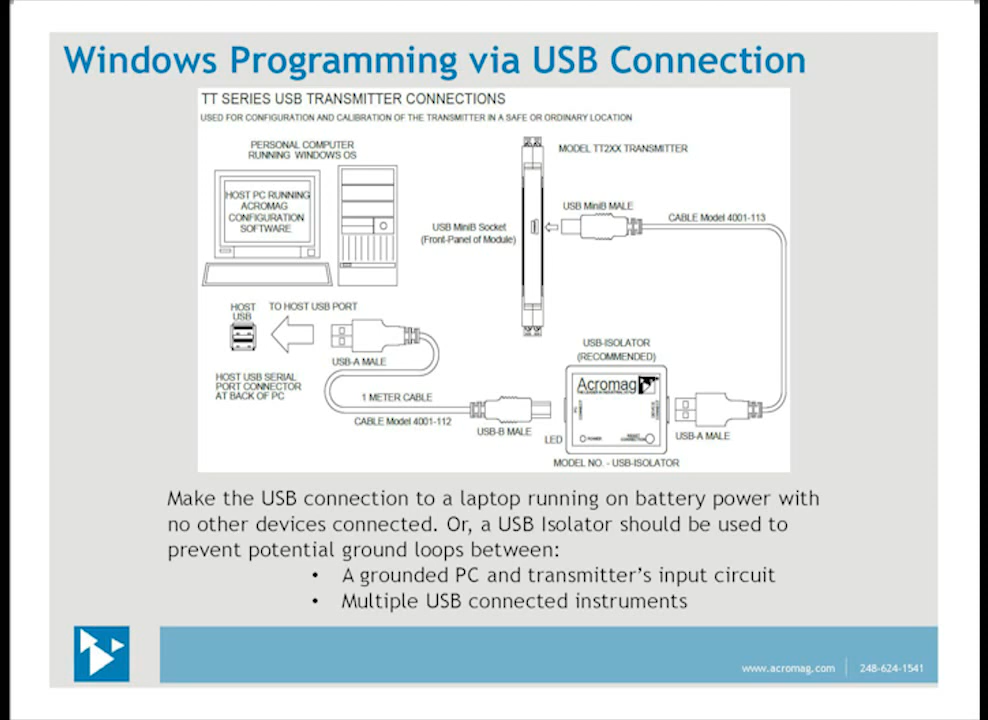 Windows Programming via USB Connection
TT SERIES USB TRANSMITTER CONNECTIONS
USED FOR CONFIGURATION AND CALIBRATION OF THE TRANSMITTER IN A SAFE OR ORDINARY LOCATION
PERSONAL COMPUTER
RUNNING WINDOWS OS
MODEL TT2XX TRANSMITTER
HOST PC RUNNING
ACROMAG
CONFIGURATION
SOFTWARE
USB MiniB MALE
CABLE Model 4001-113
USB MiniB Socket
(Front-Panel of Module)
HOST
USB
TO HOST USB PORT
USB-A MALE
HOST USB SERIAL
PORT CONNECTOR
AT BACK OF PC
1 METER CABLE
CABLE Model 4001-112
USB-B MALE
USB-ISOLATOR
(RECOMMENDED)
Acromag
LED
POWER
USB-A MALE
MODEL NO. - USB-ISOLATOR
Make the USB connection to a laptop running on battery power with
no other devices connected. Or, a USB Isolator should be used to
prevent potential ground loops between:
• A grounded PC and transmitter’s input circuit
• Multiple USB connected instruments
www.acromag.com | 248-624-1541